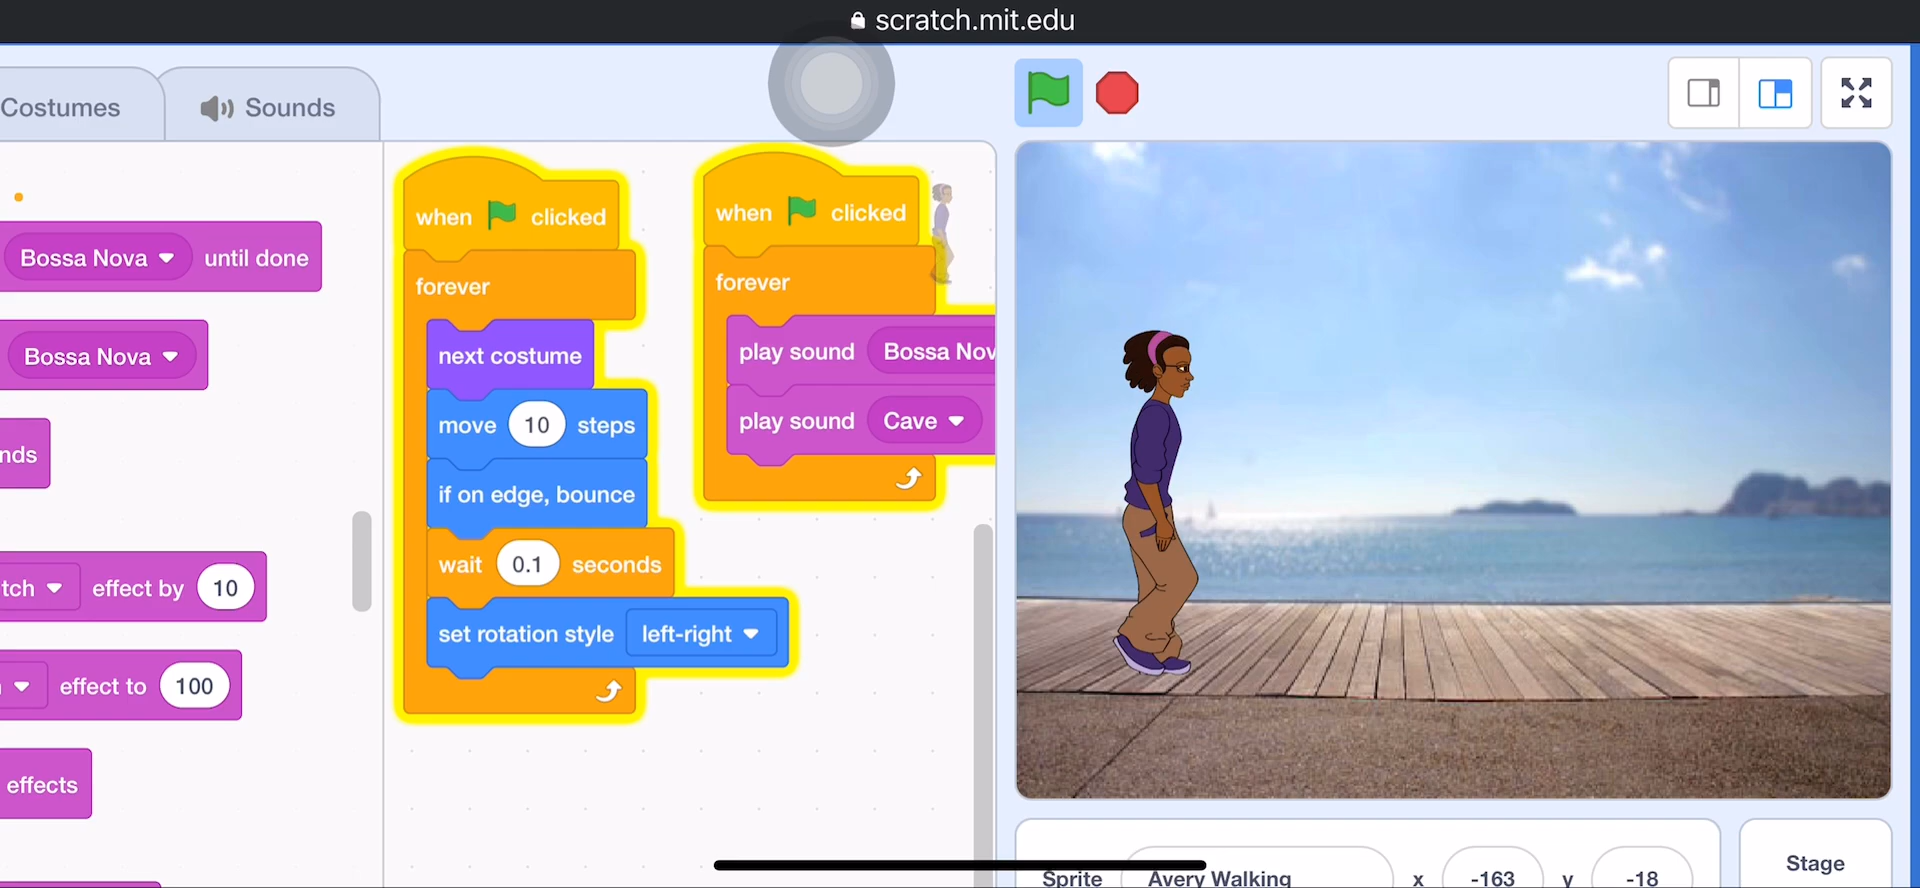 scratch.mit.edu
Costumes
Sounds
Bossa Nova until done
Bossa Nova
effect by 10
effect to 100
effects
when clicked
forever
next costume
move 10 steps
if on edge, bounce
wait 0.1 seconds
set rotation style left-right
when clicked
forever
play sound Bossa Nov
play sound Cave
Sprite Avery Walking x -163 y -18
Stage